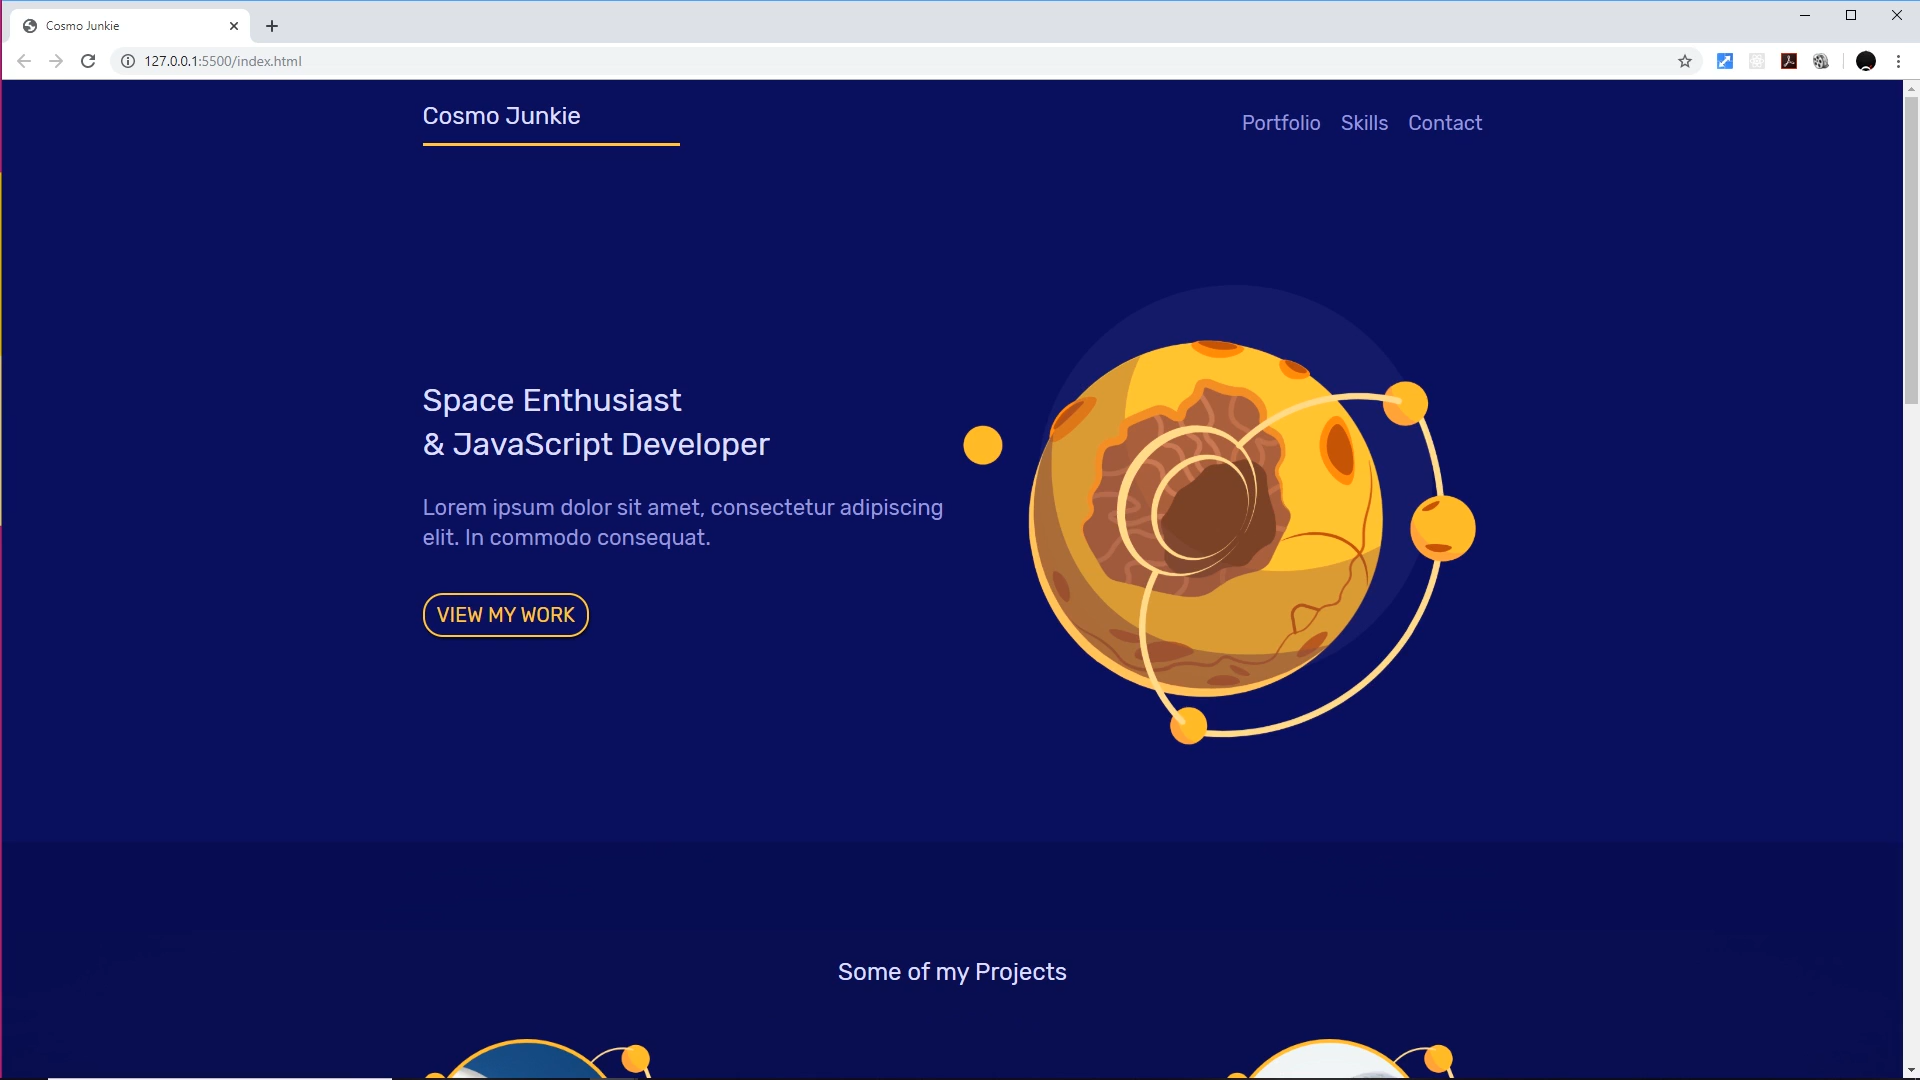 Cosmo Junkie
127.0.0.1:5500/index.html
Cosmo Junkie
Portfolio Skills Contact
Space Enthusiast
& JavaScript Developer
Lorem ipsum dolor sit amet, consectetur adipiscing
elit. In commodo consequat.
VIEW MY WORK
Some of my Projects